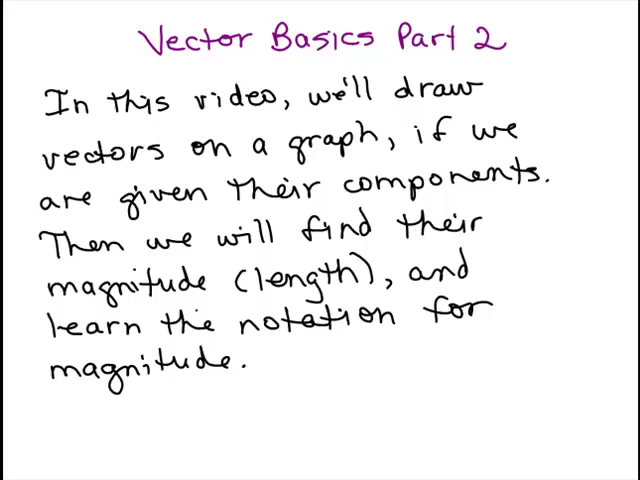 Vector Basics Part 2
In this video, we'll draw
vectors on a graph, if we
are given their components.
Then we will find their
magnitude (length), and
learn the notation for
magnitude.